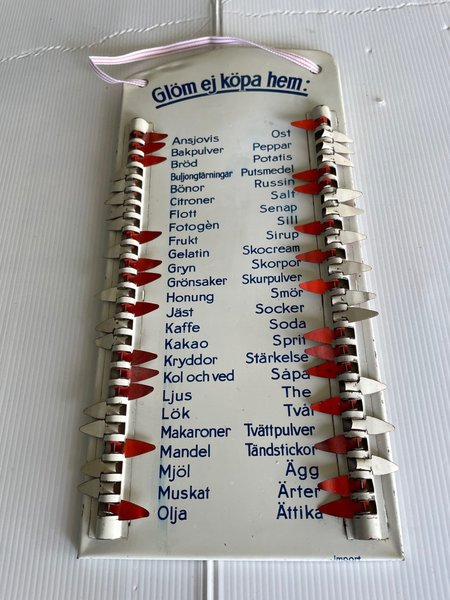 Glöm ej köpa hem:
Ansjovis
Bakpulver
Bröd
Buljongtärningar
Bönor
Citroner
Flott
Fotogèn
Frukt
Gelatin
Gryn
Grönsaker
Honung
Jäst
Kaffe
Kakao
Kryddor
Kol och ved
Ljus
Lök
Makaroner
Mandel
Mjöl
Muskat
Olja
Ost
Peppar
Potatis
Putsmedel
Russin
Salt
Senap
Sill
Sirup
Skocream
Skorpor
Skurpulver
Smör
Socker
Soda
Sprit
Stärkelse
Såpa
The
Tvål
Tvättpulver
Tändstickor
Ägg
Ärter
Ättika
Import